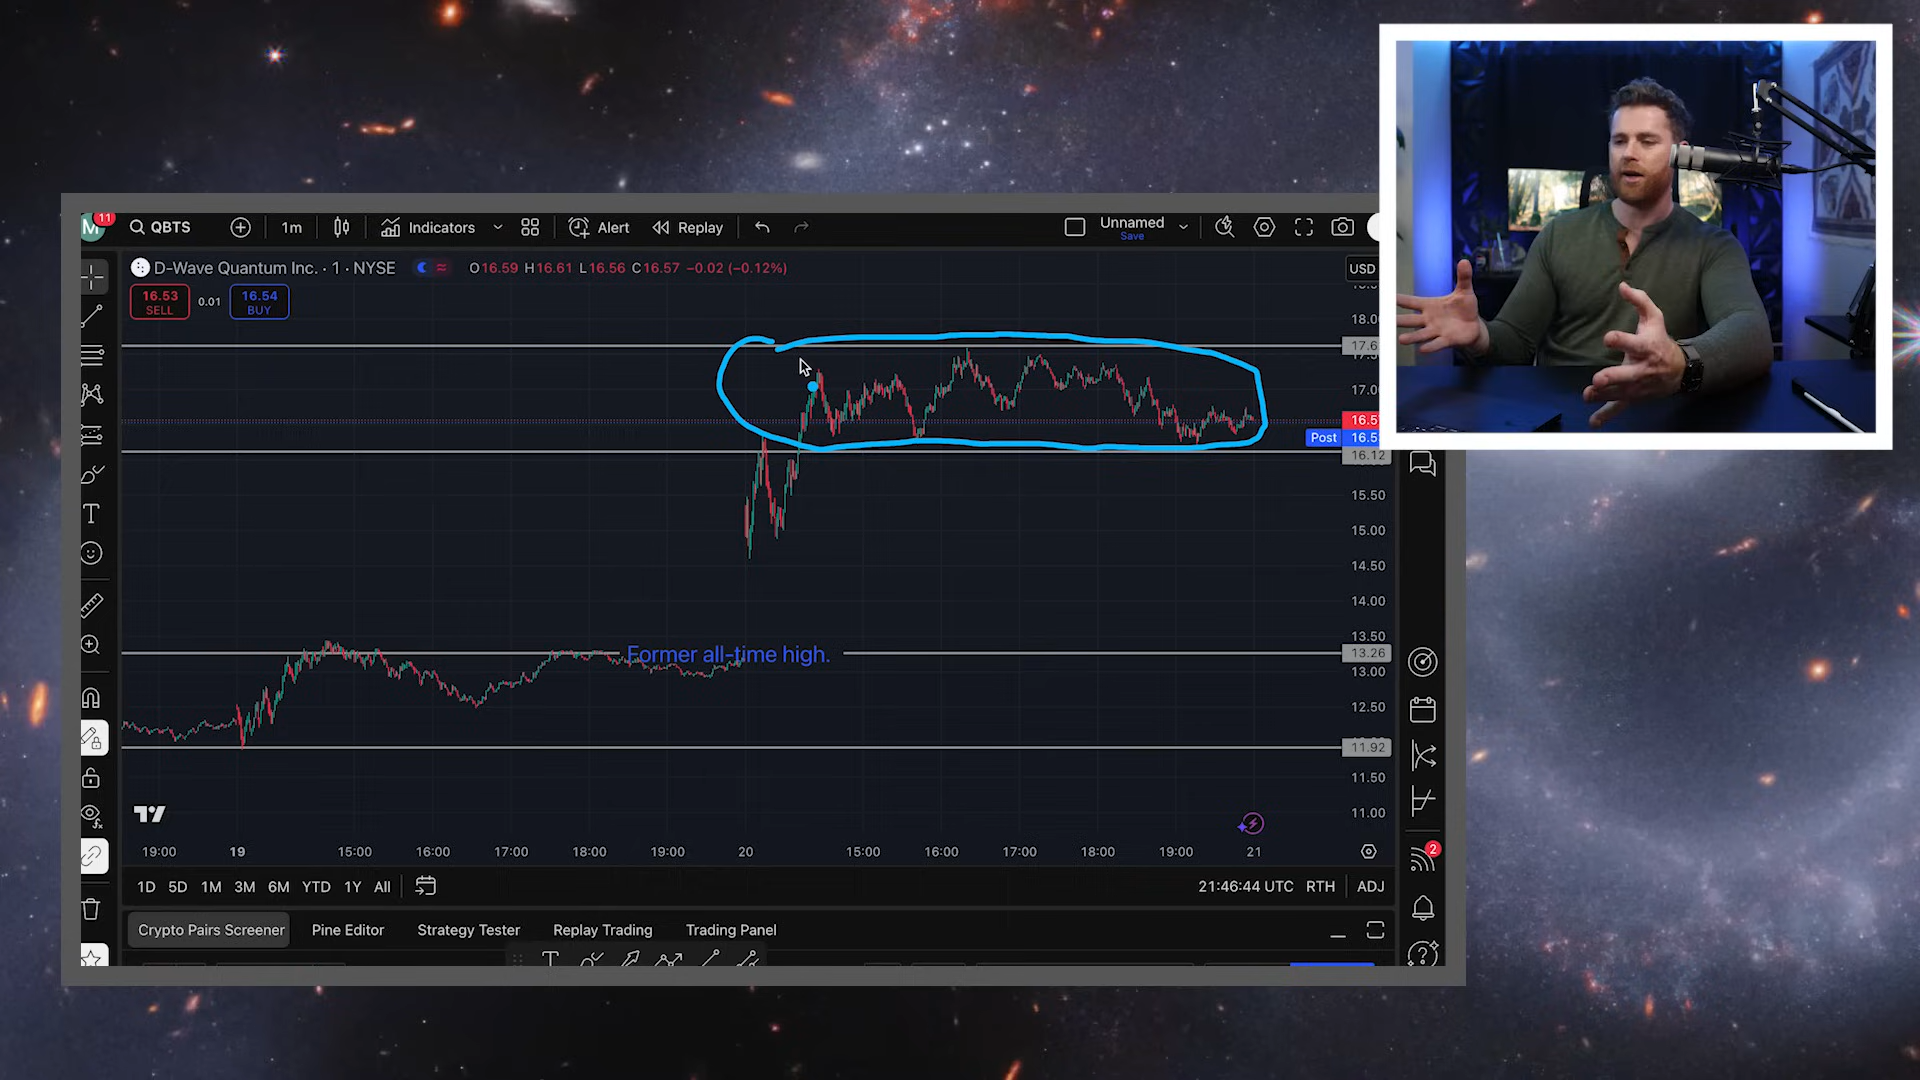 M 11 QBTS 1m Indicators Alert Replay Unnamed
Save
D-Wave Quantum Inc. · 1 · NYSE O16.59 H16.61 L16.56 C16.57 −0.02 (−0.12%) USD
16.53 0.01 16.54
SELL BUY
18.00
17.00
Post
16.12
15.50
15.00
14.50
14.00
13.50
Former all-time high. 13.26
13.00
12.50
11.92
11.50
11.00
19:00 19 15:00 16:00 17:00 18:00 19:00 20 15:00 16:00 17:00 18:00 19:00 21
2
1D 5D 1M 3M 6M YTD 1Y All 21:46:44 UTC RTH ADJ
Crypto Pairs Screener Pine Editor Strategy Tester Replay Trading Trading Panel